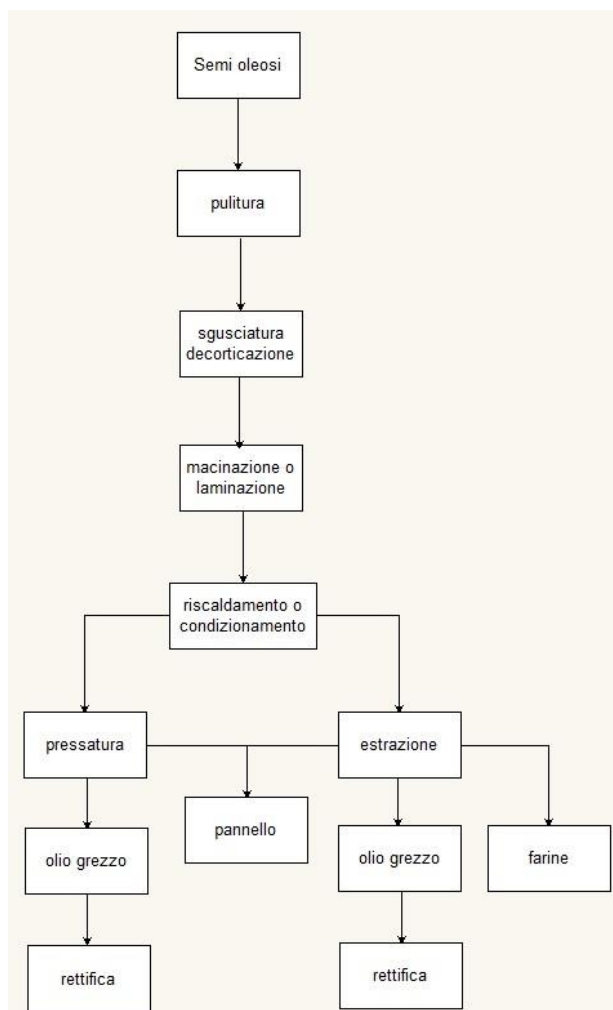 Semi oleosi
pulitura
sgusciatura
decorticazione
macinazione o
laminazione
riscaldamento o
condizionamento
pressatura
estrazione
pannello
olio grezzo
olio grezzo
farine
rettifica
rettifica